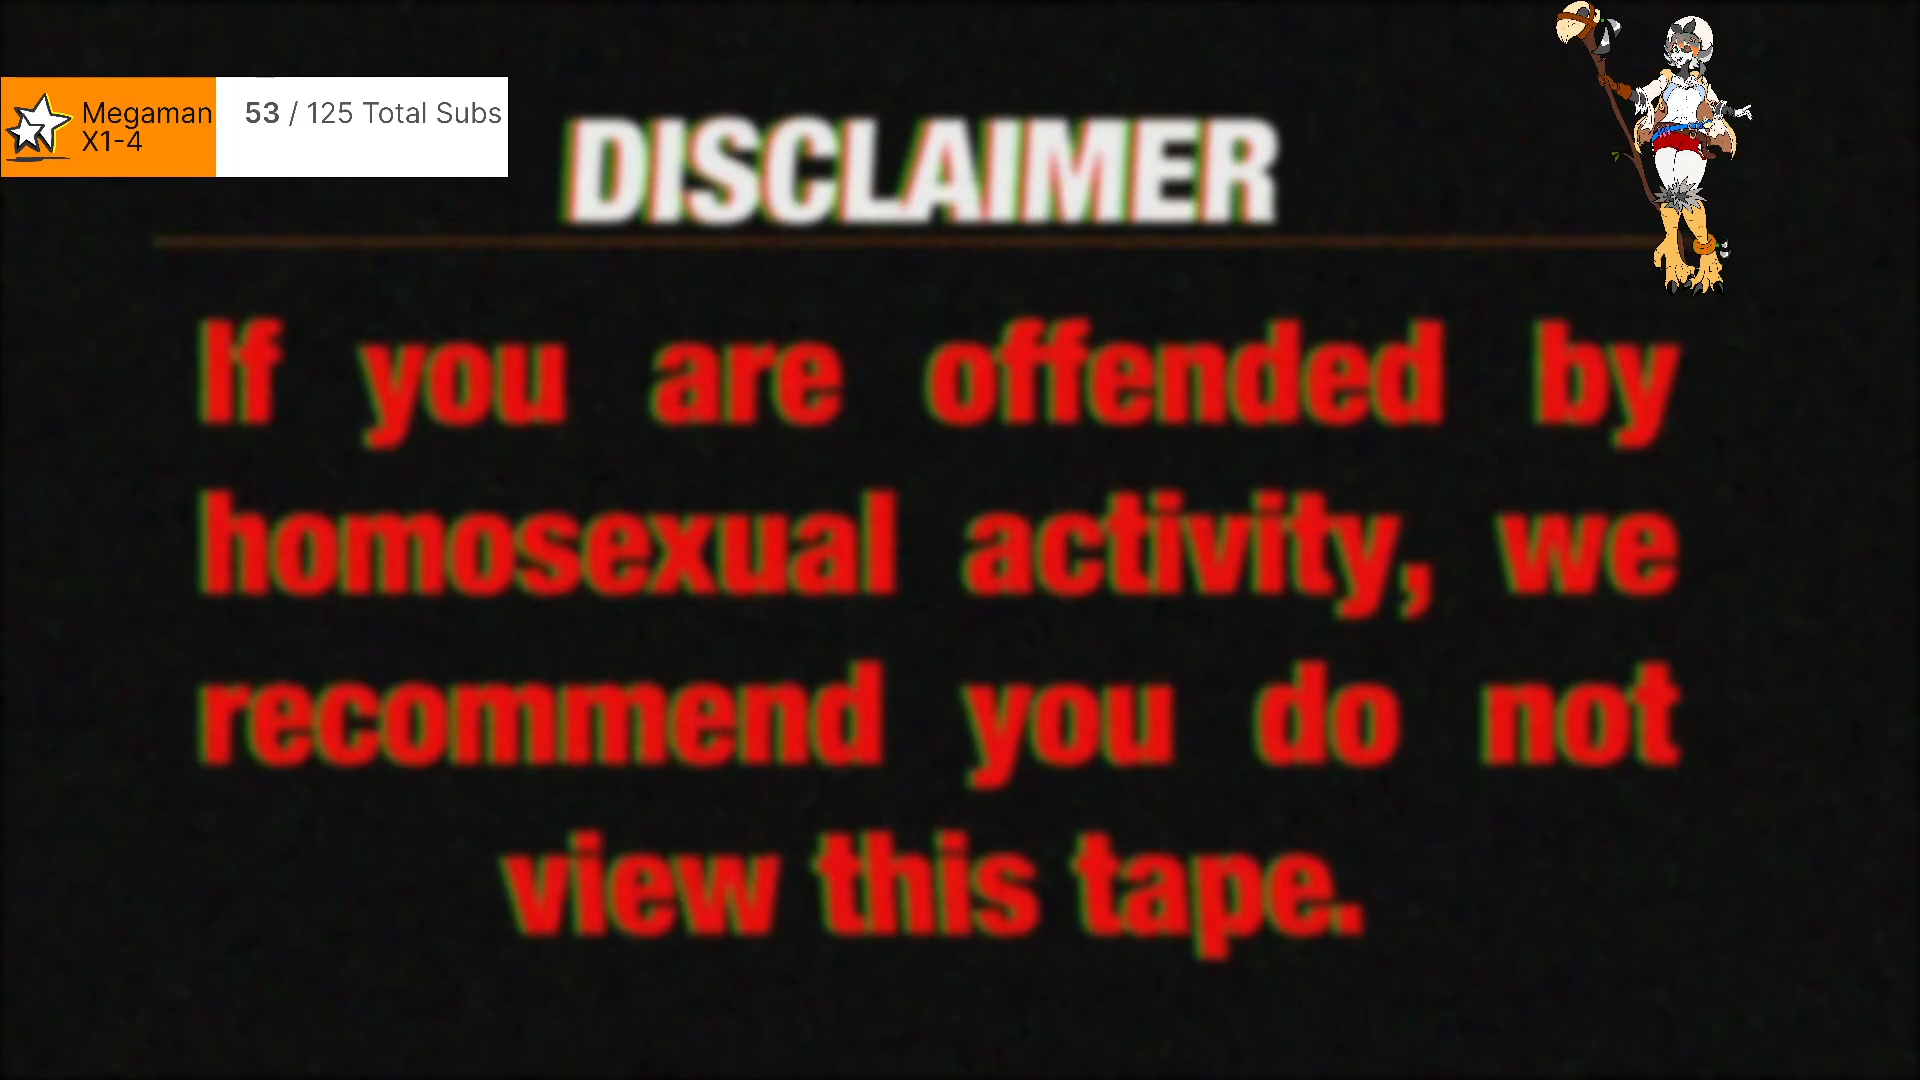 Megaman
X1-4
53 / 125 Total Subs
DISCLAIMER
If you are offended by
homosexual activity, we
recommend you do not
view this tape.